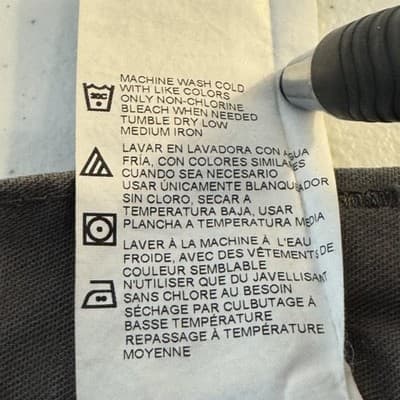 30C
MACHINE WASH COLD
WITH LIKE COLORS
ONLY NON-CHLORINE
BLEACH WHEN NEEDED
TUMBLE DRY LOW
MEDIUM IRON
LAVAR EN LAVADORA CON AGUA
FRÍA, CON COLORES SIMILARES
CUANDO SEA NECESARIO
USAR ÚNICAMENTE BLANQUEADOR
SIN CLORO, SECAR A
TEMPERATURA BAJA, USAR
PLANCHA A TEMPERATURA MEDIA
LAVER À LA MACHINE À L'EAU
FROIDE, AVEC DES VÊTEMENTS DE
COULEUR SEMBLABLE
N'UTILISER QUE DU JAVELLISANT
SANS CHLORE AU BESOIN
SÉCHAGE PAR CULBUTAGE À
BASSE TEMPÉRATURE
REPASSAGE À TEMPÉRATURE
MOYENNE